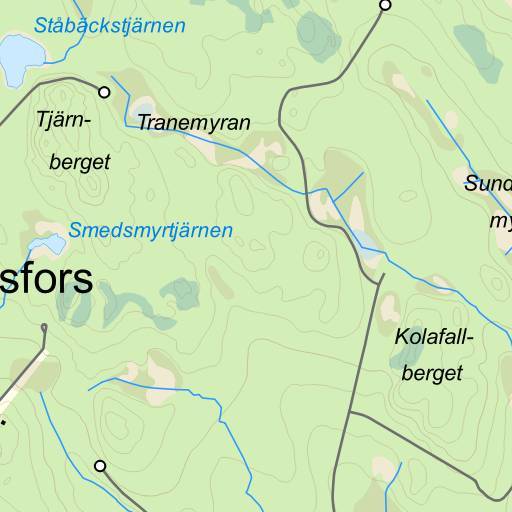 Ståbäckstjärnen
Tjärn-
berget
Tranemyran
Sund
my
Smedsmyrtjärnen
sfors
Kolafall-
berget